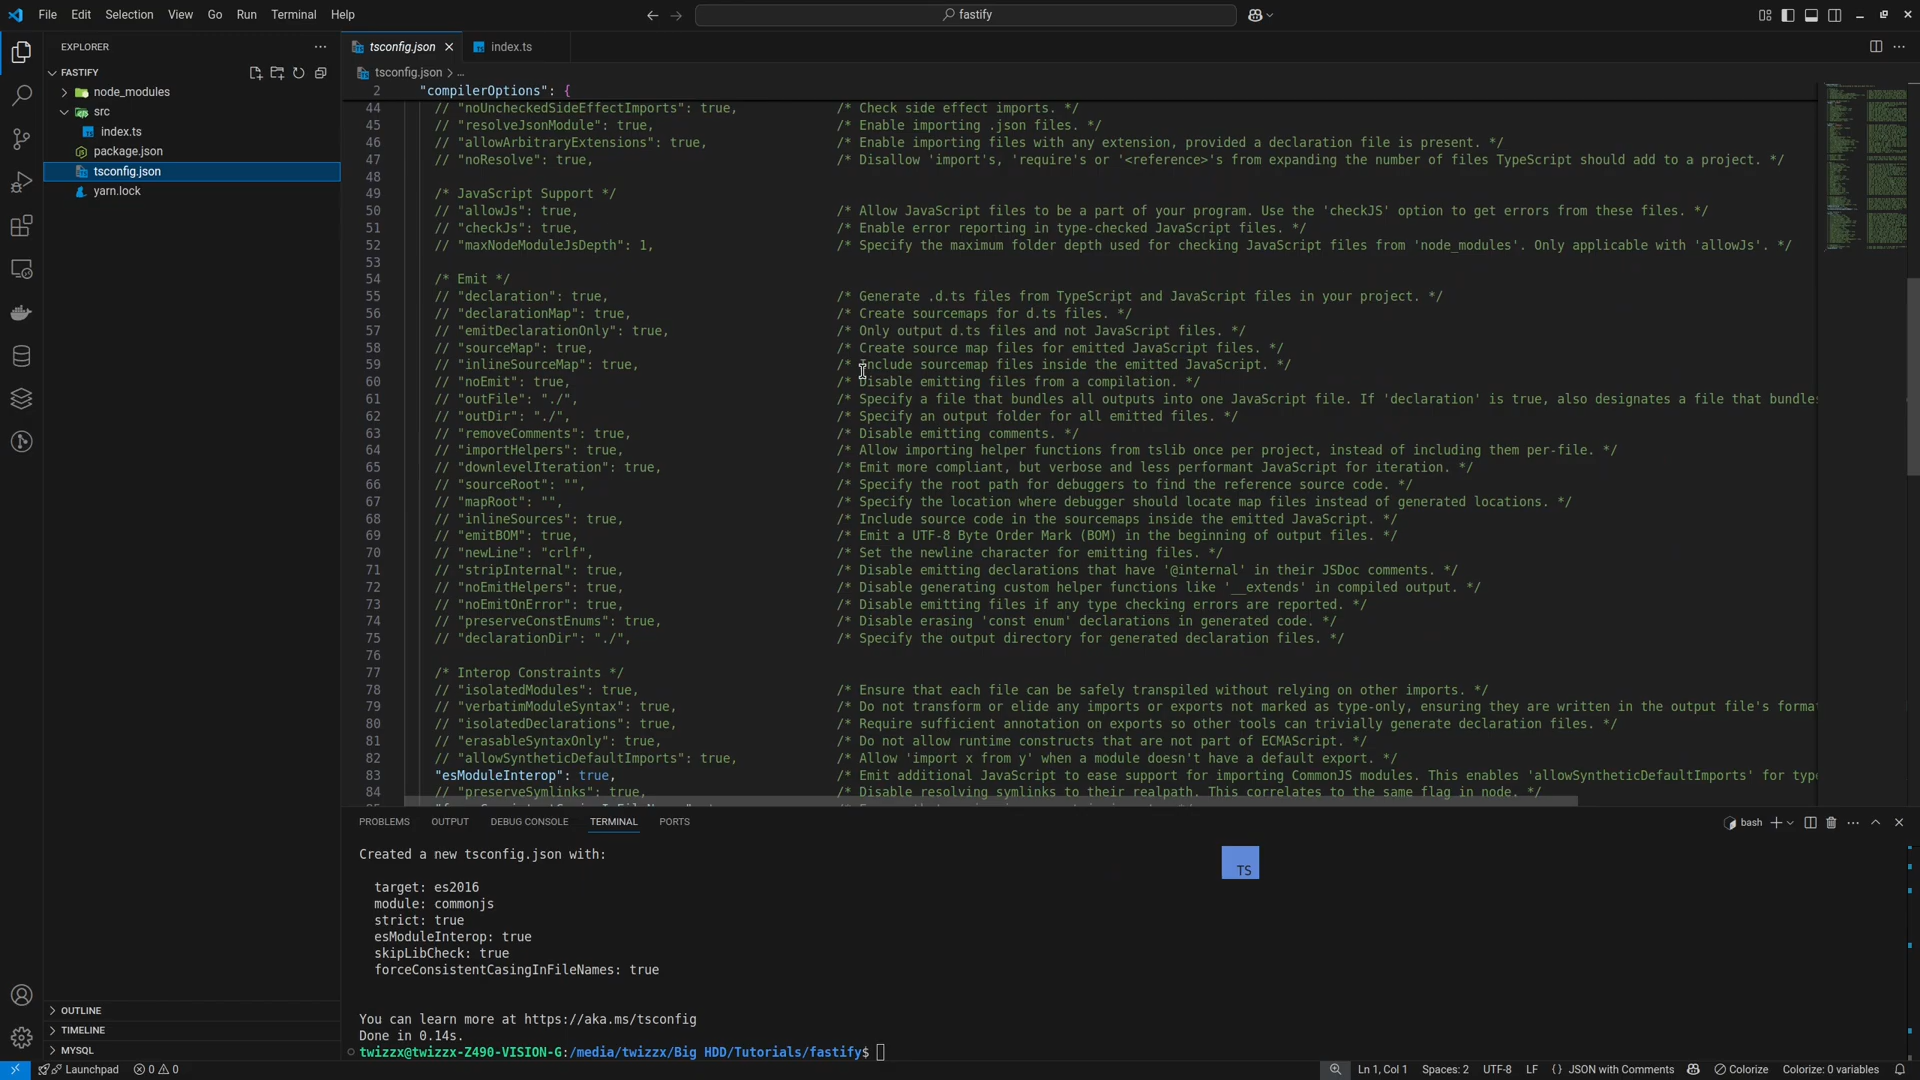 File Edit Selection View Go Run Terminal Help
fastify
EXPLORER
FASTIFY
node_modules
src
index.ts
package.json
tsconfig.json
yarn.lock
OUTLINE
TIMELINE
MYSQL
tsconfig.json
index.ts
tsconfig.json > ...
2 "compilerOptions": {
44 // "noUncheckedSideEffectImports": true, /* Check side effect imports. */
45 // "resolveJsonModule": true, /* Enable importing .json files. */
46 // "allowArbitraryExtensions": true, /* Enable importing files with any extension, provided a declaration file is present. */
47 // "noResolve": true, /* Disallow 'import's, 'require's or '<reference>'s from expanding the number of files TypeScript should add to a project. */
48
49 /* JavaScript Support */
50 // "allowJs": true, /* Allow JavaScript files to be a part of your program. Use the 'checkJS' option to get errors from these files. */
51 // "checkJs": true, /* Enable error reporting in type-checked JavaScript files. */
52 // "maxNodeModuleJsDepth": 1, /* Specify the maximum folder depth used for checking JavaScript files from 'node_modules'. Only applicable with 'allowJs'. */
53
54 /* Emit */
55 // "declaration": true, /* Generate .d.ts files from TypeScript and JavaScript files in your project. */
56 // "declarationMap": true, /* Create sourcemaps for d.ts files. */
57 // "emitDeclarationOnly": true, /* Only output d.ts files and not JavaScript files. */
58 // "sourceMap": true, /* Create source map files for emitted JavaScript files. */
59 // "inlineSourceMap": true, /* Include sourcemap files inside the emitted JavaScript. */
60 // "noEmit": true, /* Disable emitting files from a compilation. */
61 // "outFile": "./", /* Specify a file that bundles all outputs into one JavaScript file. If 'declaration' is true, also designates a file that bundles
62 // "outDir": "./", /* Specify an output folder for all emitted files. */
63 // "removeComments": true, /* Disable emitting comments. */
64 // "importHelpers": true, /* Allow importing helper functions from tslib once per project, instead of including them per-file. */
65 // "downlevelIteration": true, /* Emit more compliant, but verbose and less performant JavaScript for iteration. */
66 // "sourceRoot": "", /* Specify the root path for debuggers to find the reference source code. */
67 // "mapRoot": "", /* Specify the location where debugger should locate map files instead of generated locations. */
68 // "inlineSources": true, /* Include source code in the sourcemaps inside the emitted JavaScript. */
69 // "emitBOM": true, /* Emit a UTF-8 Byte Order Mark (BOM) in the beginning of output files. */
70 // "newLine": "crlf", /* Set the newline character for emitting files. */
71 // "stripInternal": true, /* Disable emitting declarations that have '@internal' in their JSDoc comments. */
72 // "noEmitHelpers": true, /* Disable generating custom helper functions like '__extends' in compiled output. */
73 // "noEmitOnError": true, /* Disable emitting files if any type checking errors are reported. */
74 // "preserveConstEnums": true, /* Disable erasing 'const enum' declarations in generated code. */
75 // "declarationDir": "./", /* Specify the output directory for generated declaration files. */
76
77 /* Interop Constraints */
78 // "isolatedModules": true, /* Ensure that each file can be safely transpiled without relying on other imports. */
79 // "verbatimModuleSyntax": true, /* Do not transform or elide any imports or exports not marked as type-only, ensuring they are written in the output file's format
80 // "isolatedDeclarations": true, /* Require sufficient annotation on exports so other tools can trivially generate declaration files. */
81 // "erasableSyntaxOnly": true, /* Do not allow runtime constructs that are not part of ECMAScript. */
82 // "allowSyntheticDefaultImports": true, /* Allow 'import x from y' when a module doesn't have a default export. */
83 "esModuleInterop": true, /* Emit additional JavaScript to ease support for importing CommonJS modules. This enables 'allowSyntheticDefaultImports' for type
84 // "preserveSymlinks": true, /* Disable resolving symlinks to their realpath. This correlates to the same flag in node. */
PROBLEMS OUTPUT DEBUG CONSOLE TERMINAL PORTS
bash
Created a new tsconfig.json with:
TS
target: es2016
module: commonjs
strict: true
esModuleInterop: true
skipLibCheck: true
forceConsistentCasingInFileNames: true
You can learn more at https://aka.ms/tsconfig
Done in 0.14s.
twizzx@twizzx-Z490-VISION-G:/media/twizzx/Big HDD/Tutorials/fastify$
Launchpad 0 0 Ln 1, Col 1 Spaces: 2 UTF-8 LF {} JSON with Comments Colorize Colorize: 0 variables